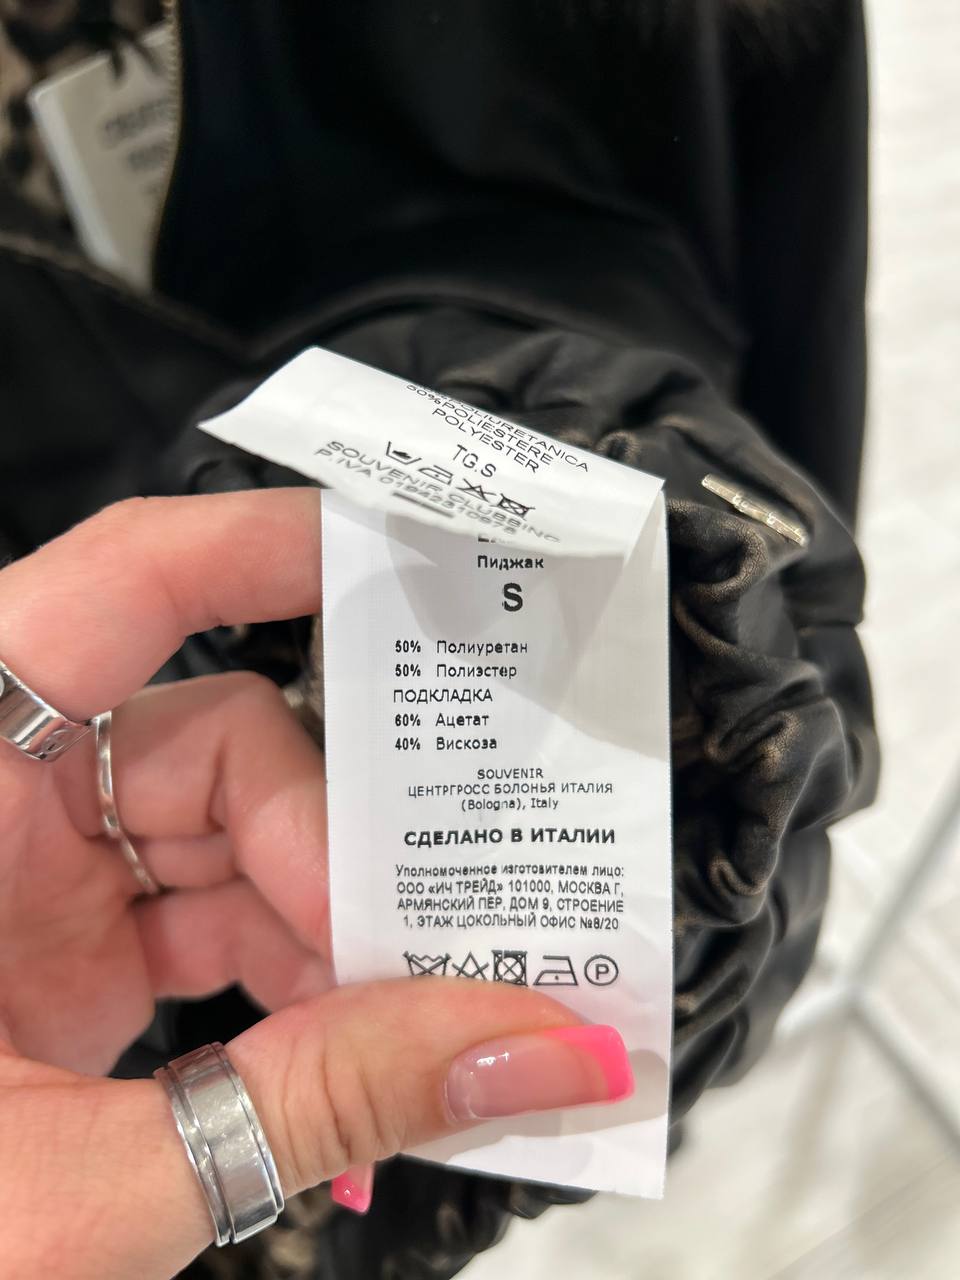 50%POLIESTERE
POLYESTER
TG.S
SOUVENIR CLUBBING
P.IVA 01942310978
Пиджак
S
50% Полиуретан
50% Полиэстер
ПОДКЛАДКА
60% Ацетат
40% Вискоза
SOUVENIR
ЦЕНТРГРОСС БОЛОНЬЯ ИТАЛИЯ
(Bologna), Italy
СДЕЛАНО В ИТАЛИИ
Уполномоченное изготовителем лицо:
ООО «ИЧ ТРЕЙД» 101000, МОСКВА Г,
АРМЯНСКИЙ ПЕР, ДОМ 9, СТРОЕНИЕ
1, ЭТАЖ ЦОКОЛЬНЫЙ ОФИС №8/20
P